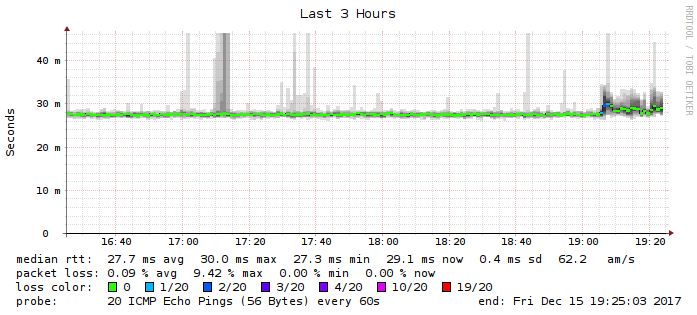 Last 3 Hours
RRDTOOL / TOBI OETIKER
Seconds
40 m
30 m
20 m
10 m
0
16:40 17:00 17:20 17:40 18:00 18:20 18:40 19:00 19:20
median rtt: 27.7 ms avg 30.0 ms max 27.3 ms min 29.1 ms now 0.4 ms sd 62.2 am/s
packet loss: 0.09 % avg 9.42 % max 0.00 % min 0.00 % now
loss color: 0 1/20 2/20 3/20 4/20 10/20 19/20
probe: 20 ICMP Echo Pings (56 Bytes) every 60s end: Fri Dec 15 19:25:03 2017